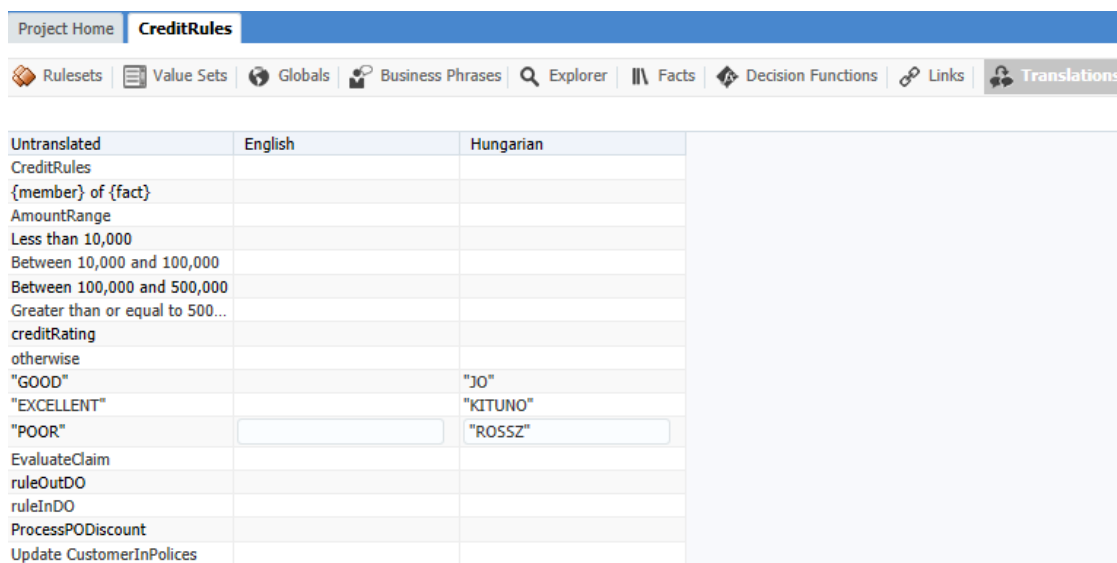 Project Home CreditRules
Rulesets Value Sets Globals Business Phrases Explorer Facts Decision Functions Links Translations
Untranslated English Hungarian
CreditRules
{member} of {fact}
AmountRange
Less than 10,000
Between 10,000 and 100,000
Between 100,000 and 500,000
Greater than or equal to 500...
creditRating
otherwise
"GOOD" "JO"
"EXCELLENT" "KITUNO"
"POOR" "ROSSZ"
EvaluateClaim
ruleOutDO
ruleInDO
ProcessPODiscount
Update CustomerInPolices